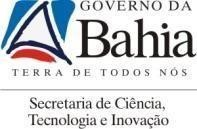 GOVERNO DA
Bahia
TERRA DE TODOS NÓS
Secretaria de Ciência,
Tecnologia e Inovação